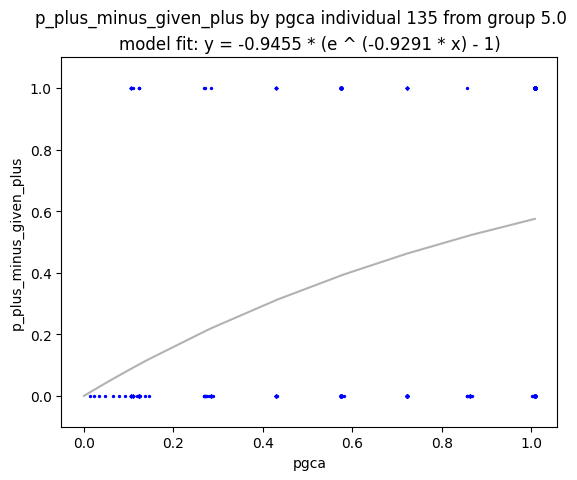 p_plus_minus_given_plus by pgca individual 135 from group 5.0
model fit: y = -0.9455 * (e ^ (-0.9291 * x) - 1)
1.0
0.8
0.6
0.4
0.2
0.0
p_plus_minus_given_plus
0.0 0.2 0.4 0.6 0.8 1.0
pgca